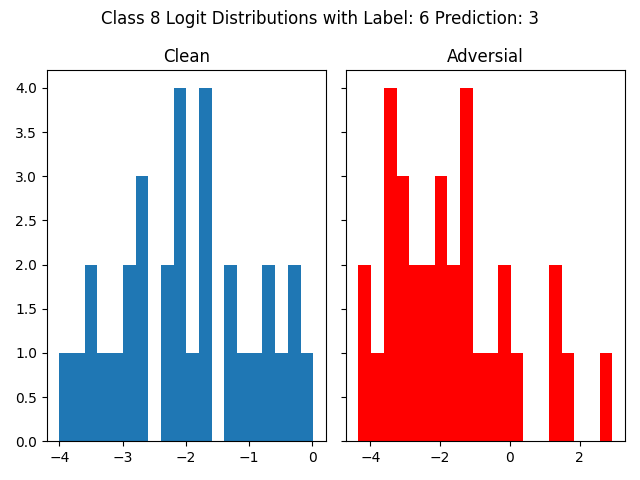 Class 8 Logit Distributions with Label: 6 Prediction: 3
Clean
Adversial
4.0
3.5
3.0
2.5
2.0
1.5
1.0
0.5
0.0
−4 −3 −2 −1 0
−4 −2 0 2